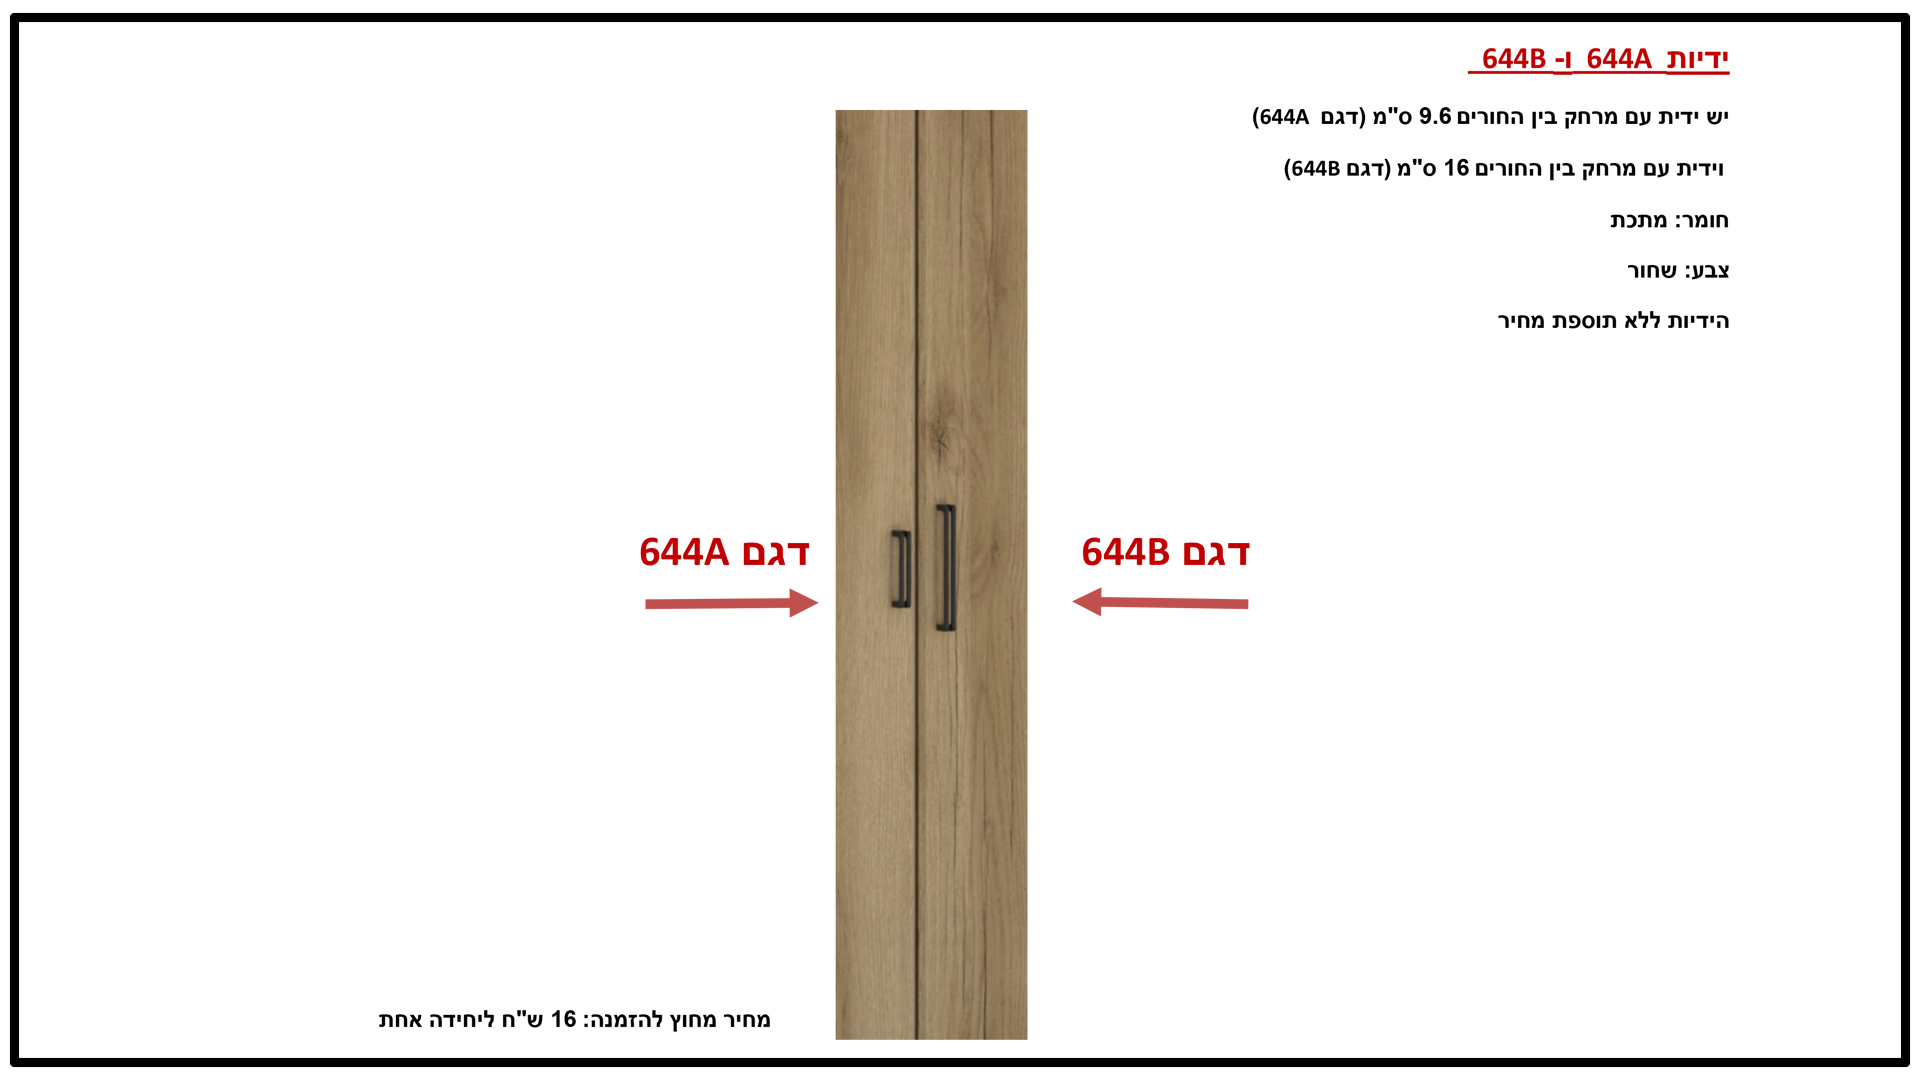 ידיות 644A ו- 644B
יש ידית עם מרחק בין החורים 9.6 ס"מ (דגם 644A)
וידית עם מרחק בין החורים 16 ס"מ (דגם 644B)
חומר: מתכת
צבע: שחור
הידיות ללא תוספת מחיר
דגם 644B
דגם 644A
מחיר מחוץ להזמנה: 16 ש"ח ליחידה אחת